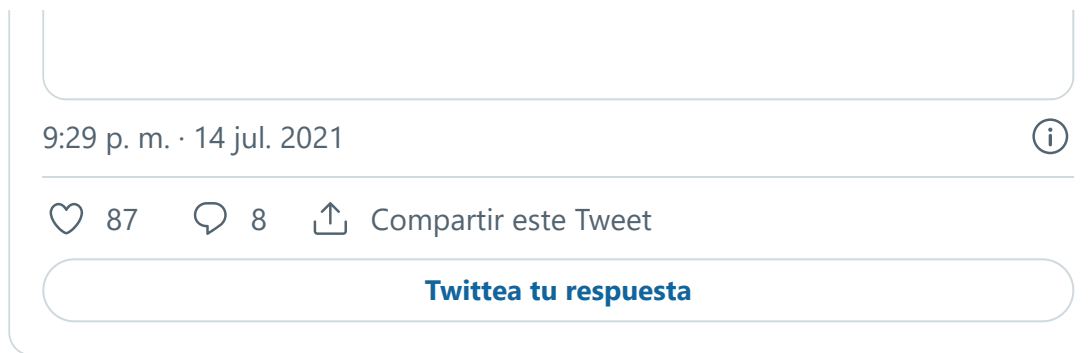 9:29 p. m. · 14 jul. 2021
87 8 Compartir este Tweet
Twittea tu respuesta